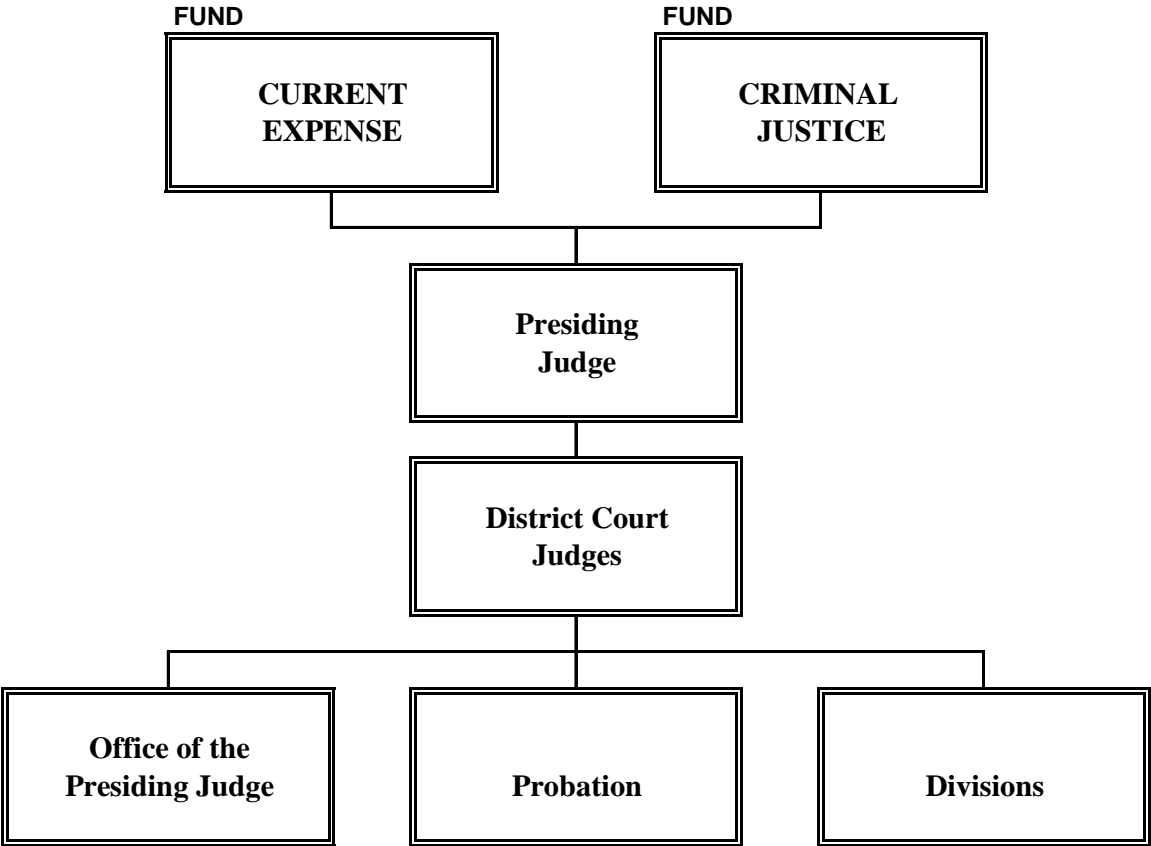 FUND
FUND
CURRENT
EXPENSE
CRIMINAL
JUSTICE
Presiding
Judge
District Court
Judges
Office of the
Presiding Judge
Probation
Divisions